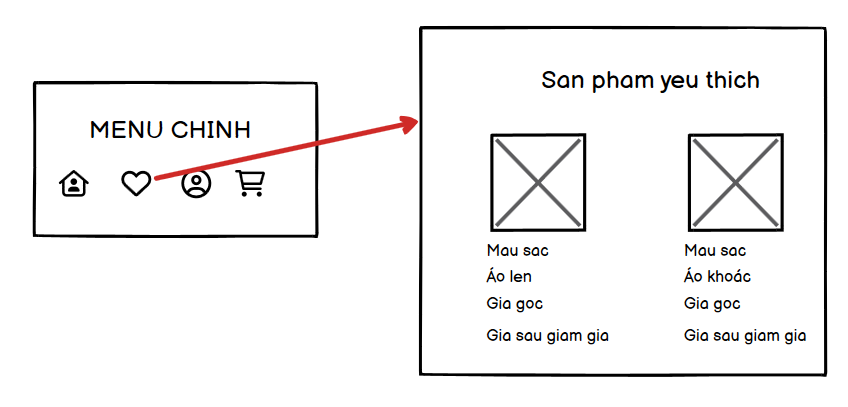 MENU CHINH
San pham yeu thich
Mau sac
Áo len
Gia goc
Gia sau giam gia
Mau sac
Áo khoác
Gia goc
Gia sau giam gia